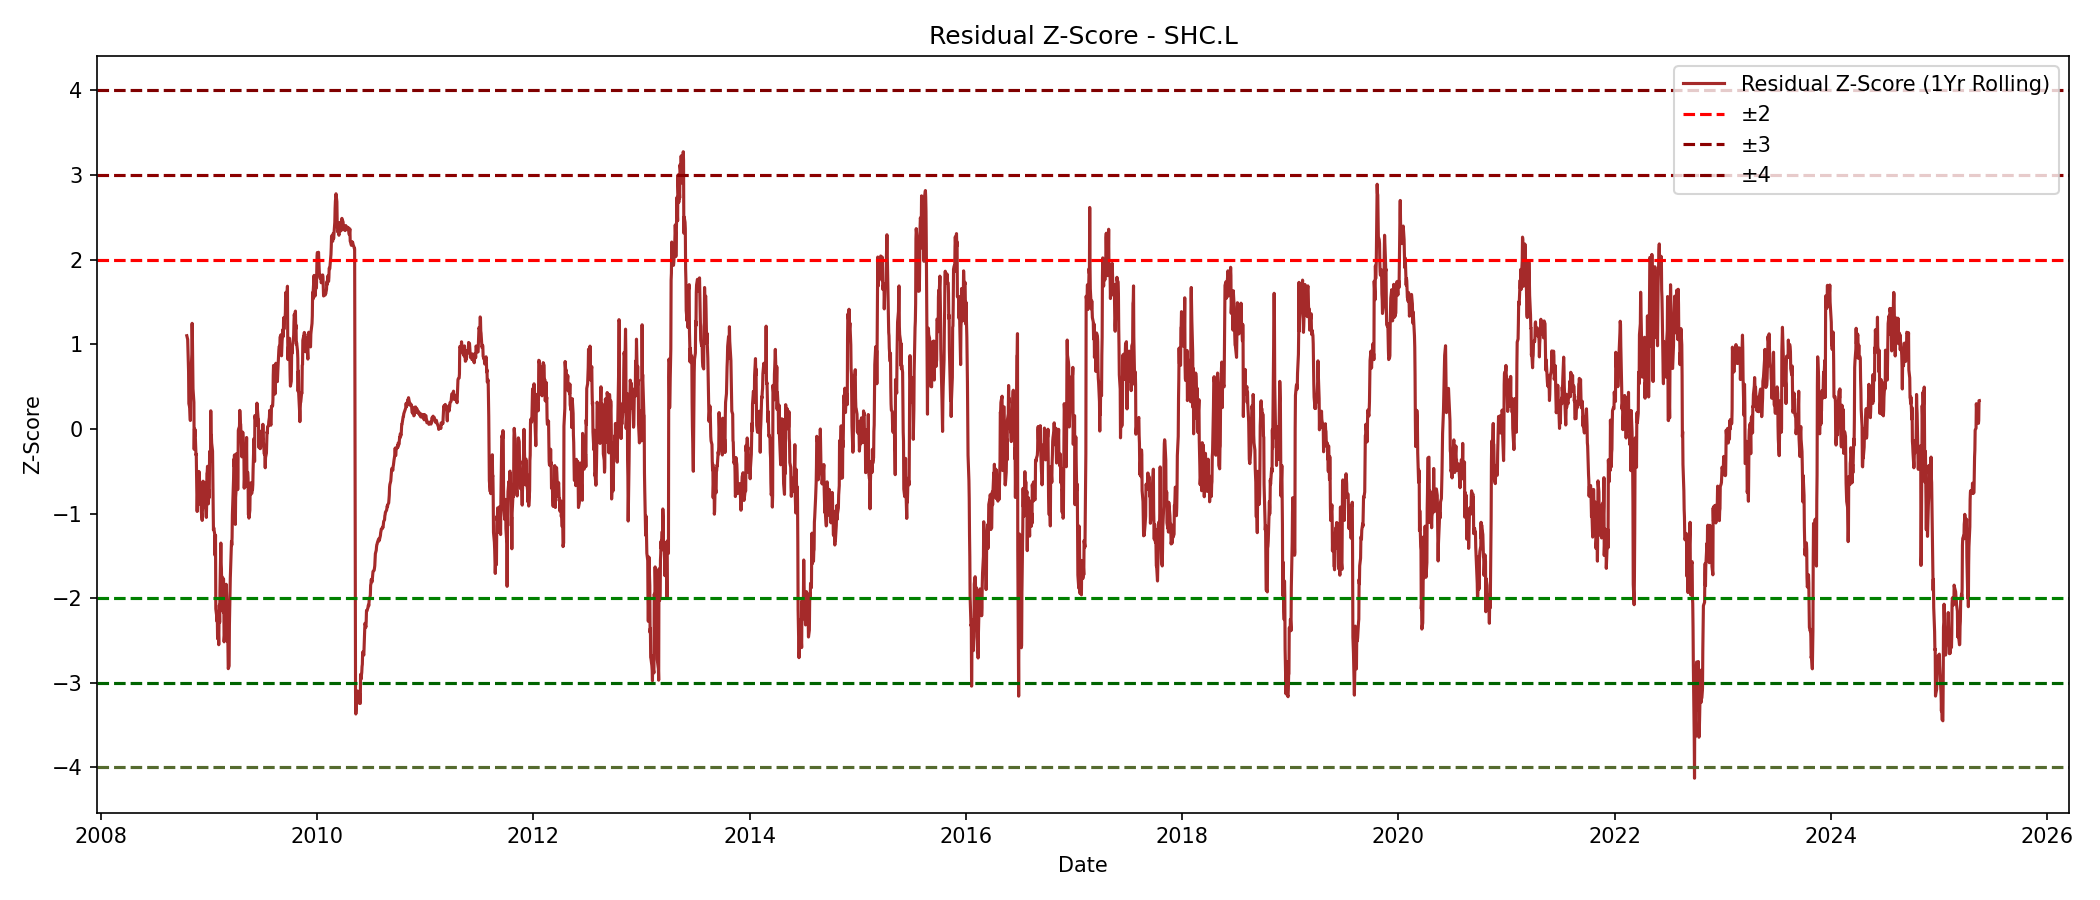 Residual Z-Score - SHC.L
Residual Z-Score (1Yr Rolling)
±2
±3
±4
Z-Score
4
3
2
1
0
−1
−2
−3
−4
2008 2010 2012 2014 2016 2018 2020 2022 2024 2026
Date